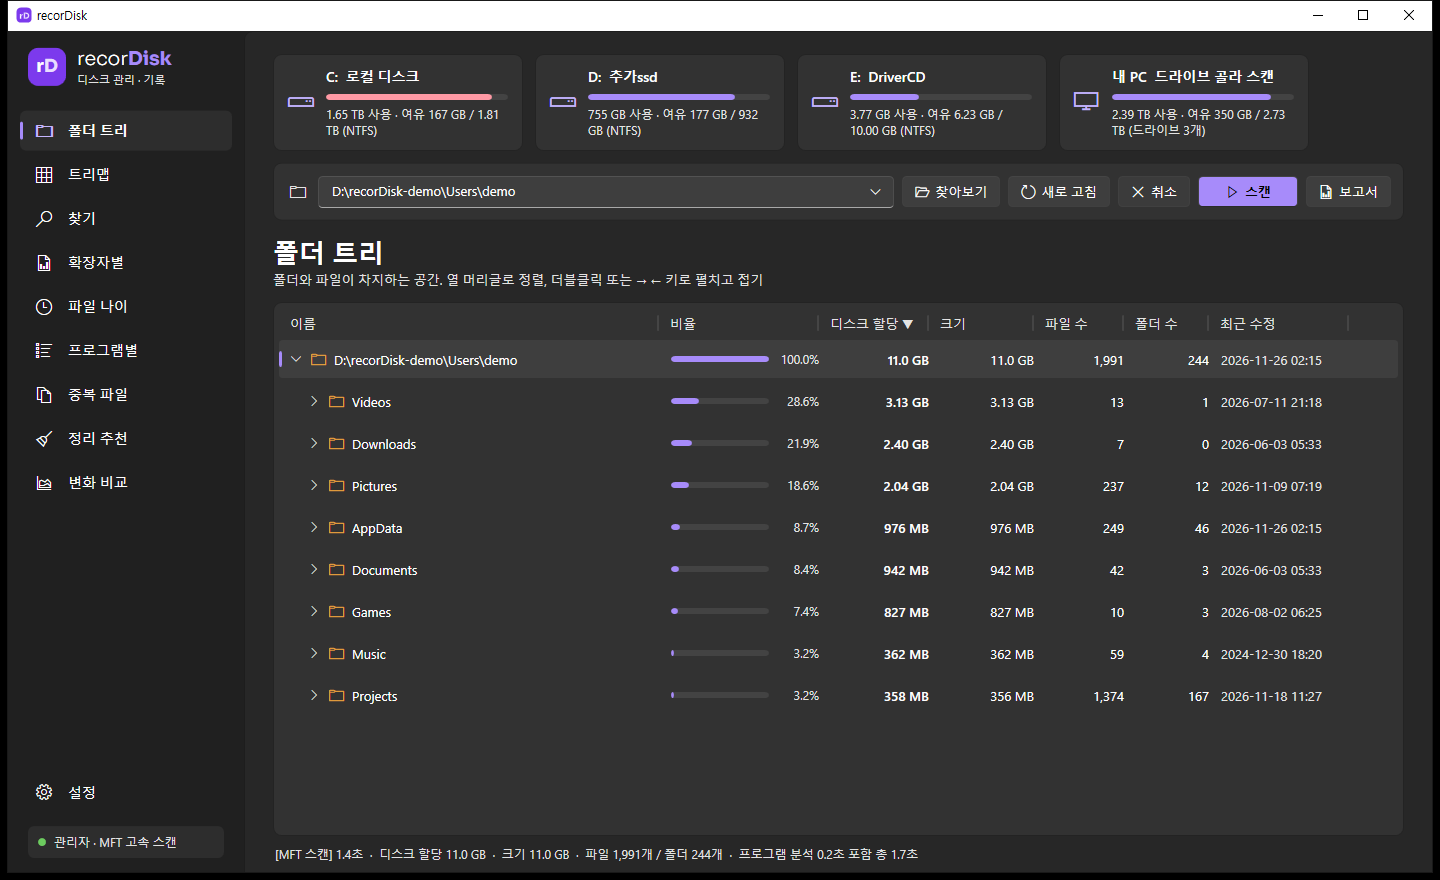 rD recorDisk
rD recorDisk
디스크 관리 · 기록
폴더 트리
트리맵
찾기
확장자별
파일 나이
프로그램별
중복 파일
정리 추천
변화 비교
설정
관리자 · MFT 고속 스캔
C: 로컬 디스크
1.65 TB 사용 · 여유 167 GB / 1.81
TB (NTFS)
D: 추가ssd
755 GB 사용 · 여유 177 GB / 932
GB (NTFS)
E: DriverCD
3.77 GB 사용 · 여유 6.23 GB /
10.00 GB (NTFS)
내 PC 드라이브 골라 스캔
2.39 TB 사용 · 여유 350 GB / 2.73
TB (드라이브 3개)
D:\recorDisk-demo\Users\demo 찾아보기 새로 고침 취소 스캔 보고서
폴더 트리
폴더와 파일이 차지하는 공간. 열 머리글로 정렬, 더블클릭 또는 → ← 키로 펼치고 접기
이름 비율 디스크 할당 ▼ 크기 파일 수 폴더 수 최근 수정
D:\recorDisk-demo\Users\demo 100.0% 11.0 GB 11.0 GB 1,991 244 2026-11-26 02:15
Videos 28.6% 3.13 GB 3.13 GB 13 1 2026-07-11 21:18
Downloads 21.9% 2.40 GB 2.40 GB 7 0 2026-06-03 05:33
Pictures 18.6% 2.04 GB 2.04 GB 237 12 2026-11-09 07:19
AppData 8.7% 976 MB 976 MB 249 46 2026-11-26 02:15
Documents 8.4% 942 MB 942 MB 42 3 2026-06-03 05:33
Games 7.4% 827 MB 827 MB 10 3 2026-08-02 06:25
Music 3.2% 362 MB 362 MB 59 4 2024-12-30 18:20
Projects 3.2% 358 MB 356 MB 1,374 167 2026-11-18 11:27
[MFT 스캔] 1.4초 · 디스크 할당 11.0 GB · 크기 11.0 GB · 파일 1,991개 / 폴더 244개 · 프로그램 분석 0.2초 포함 총 1.7초